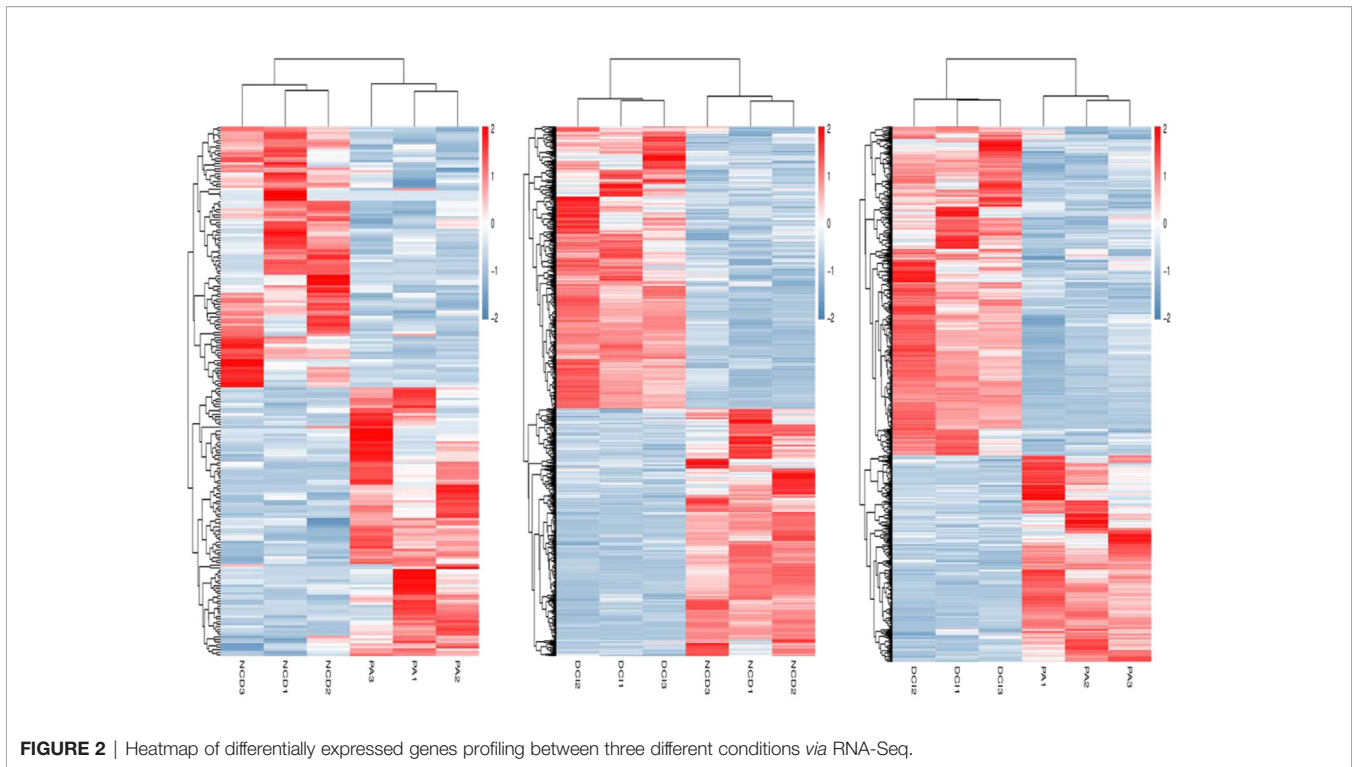 2
1
0
-1
-2
2
1
0
-1
-2
2
1
0
-1
-2
NCD3
NCD1
NCD2
PA3
PA1
PA2
DCI2
DCI1
DCI3
NCD3
NCD1
NCD2
DCI2
DCI1
DCI3
PA1
PA2
PA3
FIGURE 2 | Heatmap of differentially expressed genes profiling between three different conditions via RNA-Seq.